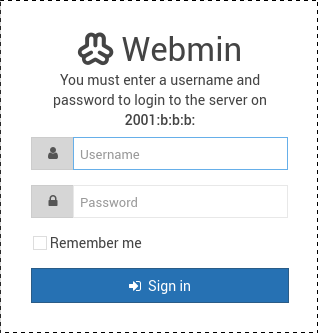 Webmin
You must enter a username and
password to login to the server on
2001:b:b:b:
Username
Password
Remember me
Sign in